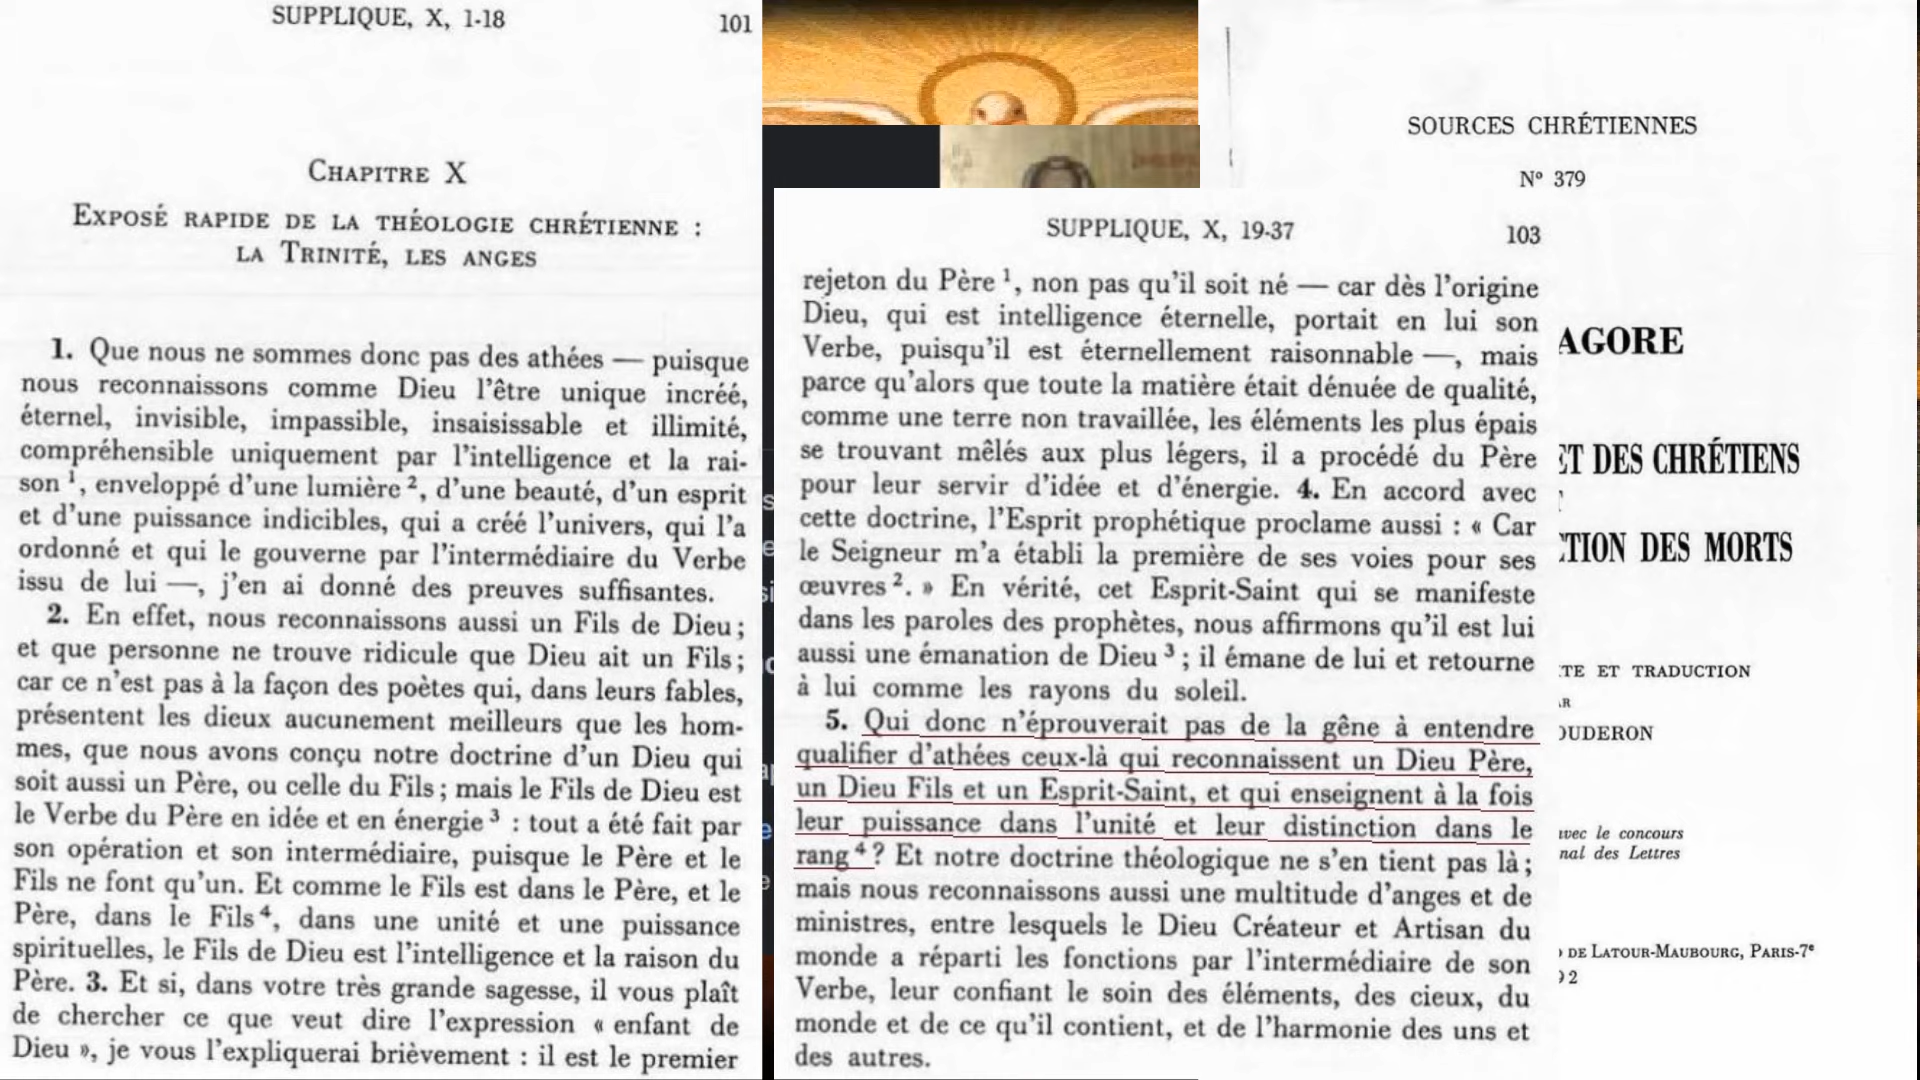 SUPPLIQUE, X, 1-18
101
CHAPITRE X
EXPOSÉ RAPIDE DE LA THÉOLOGIE CHRÉTIENNE :
LA TRINITÉ, LES ANGES
1. Que nous ne sommes donc pas des athées — puisque
nous reconnaissons comme Dieu l'être unique incréé,
éternel, invisible, impassible, insaisissable et illimité,
compréhensible uniquement par l'intelligence et la rai-
son ¹, enveloppé d'une lumière ², d'une beauté, d'un esprit
et d'une puissance indicibles, qui a créé l'univers, qui l'a
ordonné et qui le gouverne par l'intermédiaire du Verbe
issu de lui —, j'en ai donné des preuves suffisantes.
2. En effet, nous reconnaissons aussi un Fils de Dieu ;
et que personne ne trouve ridicule que Dieu ait un Fils ;
car ce n'est pas à la façon des poètes qui, dans leurs fables,
présentent les dieux aucunement meilleurs que les hom-
mes, que nous avons conçu notre doctrine d'un Dieu qui
soit aussi un Père, ou celle du Fils ; mais le Fils de Dieu est
le Verbe du Père en idée et en énergie ³ : tout a été fait par
son opération et son intermédiaire, puisque le Père et le
Fils ne font qu'un. Et comme le Fils est dans le Père, et le
Père, dans le Fils ⁴, dans une unité et une puissance
spirituelles, le Fils de Dieu est l'intelligence et la raison du
Père. 3. Et si, dans votre très grande sagesse, il vous plaît
de chercher ce que veut dire l'expression « enfant de
Dieu », je vous l'expliquerai brièvement : il est le premier
SUPPLIQUE, X, 19-37
103
rejeton du Père ¹, non pas qu'il soit né — car dès l'origine
Dieu, qui est intelligence éternelle, portait en lui son
Verbe, puisqu'il est éternellement raisonnable —, mais
parce qu'alors que toute la matière était dénuée de qualité,
comme une terre non travaillée, les éléments les plus épais
se trouvant mêlés aux plus légers, il a procédé du Père
pour leur servir d'idée et d'énergie. 4. En accord avec
cette doctrine, l'Esprit prophétique proclame aussi : « Car
le Seigneur m'a établi la première de ses voies pour ses
œuvres ². » En vérité, cet Esprit-Saint qui se manifeste
dans les paroles des prophètes, nous affirmons qu'il est lui
aussi une émanation de Dieu ³ ; il émane de lui et retourne
à lui comme les rayons du soleil.
5. Qui donc n'éprouverait pas de la gêne à entendre
qualifier d'athées ceux-là qui reconnaissent un Dieu Père,
un Dieu Fils et un Esprit-Saint, et qui enseignent à la fois
leur puissance dans l'unité et leur distinction dans le
rang ⁴ ? Et notre doctrine théologique ne s'en tient pas là ;
mais nous reconnaissons aussi une multitude d'anges et de
ministres, entre lesquels le Dieu Créateur et Artisan du
monde a réparti les fonctions par l'intermédiaire de son
Verbe, leur confiant le soin des éléments, des cieux, du
monde et de ce qu'il contient, et de l'harmonie des uns et
des autres.
SOURCES CHRÉTIENNES
Nº 379
AGORE
ET DES CHRÉTIENS
CTION DES MORTS
TE ET TRADUCTION
AR
OUDERON
avec le concours
nal des Lettres
DE LATOUR-MAUBOURG, PARIS-7ᵉ
92